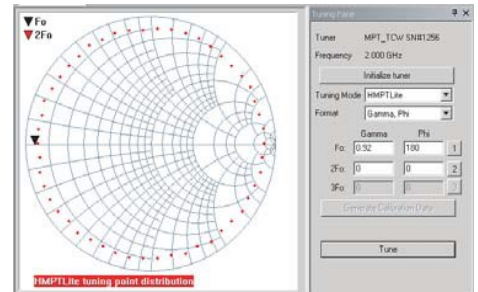 Fo
2Fo
HMPTLite tuning point distribution
Tuning Pane
Tuner MPT_TCW SN#1256
Frequency 2.000 GHz
Initialize tuner
Tuning Mode HMPTLite
Format Gamma, Phi
Gamma Phi
Fo: 0.92 180 1
2Fo: 0 0 2
3Fo: 0 0 3
Generate Calibration Data
Tune